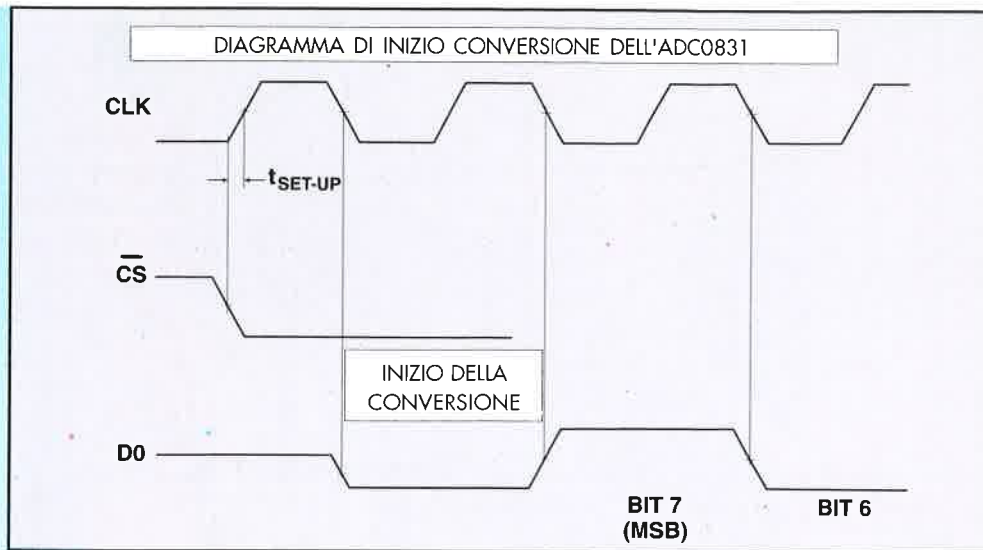 DIAGRAMMA DI INIZIO CONVERSIONE DELL'ADC0831
CLK
tSET-UP
CS
INIZIO DELLA
CONVERSIONE
D0
BIT 7
(MSB)
BIT 6